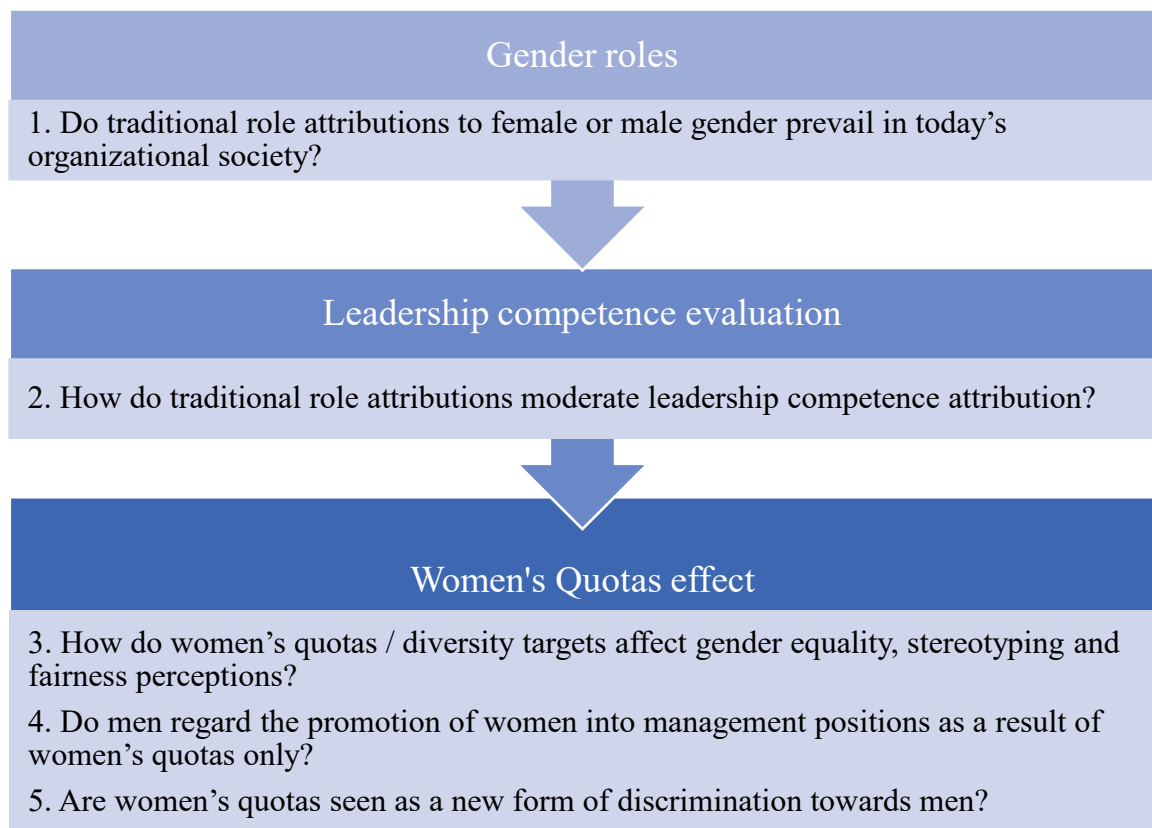 Gender roles
1. Do traditional role attributions to female or male gender prevail in today’s
organizational society?
Leadership competence evaluation
2. How do traditional role attributions moderate leadership competence attribution?
Women's Quotas effect
3. How do women’s quotas / diversity targets affect gender equality, stereotyping and
fairness perceptions?
4. Do men regard the promotion of women into management positions as a result of
women’s quotas only?
5. Are women’s quotas seen as a new form of discrimination towards men?